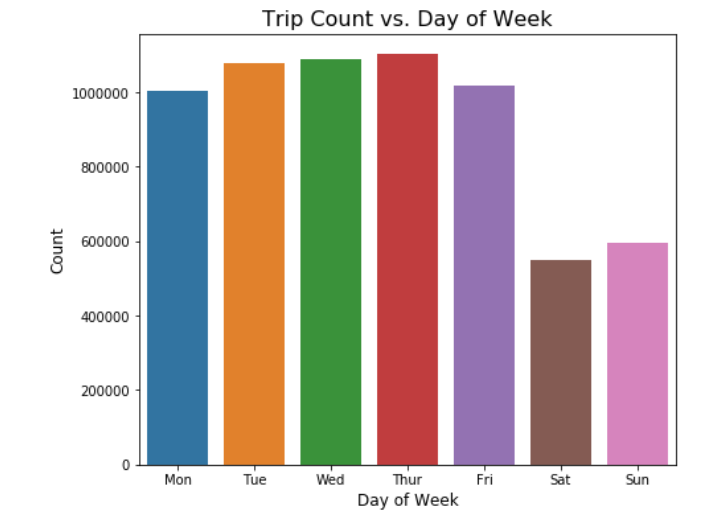 Trip Count vs. Day of Week
1000000
800000
600000
400000
200000
0
Count
Mon Tue Wed Thur Fri Sat Sun
Day of Week